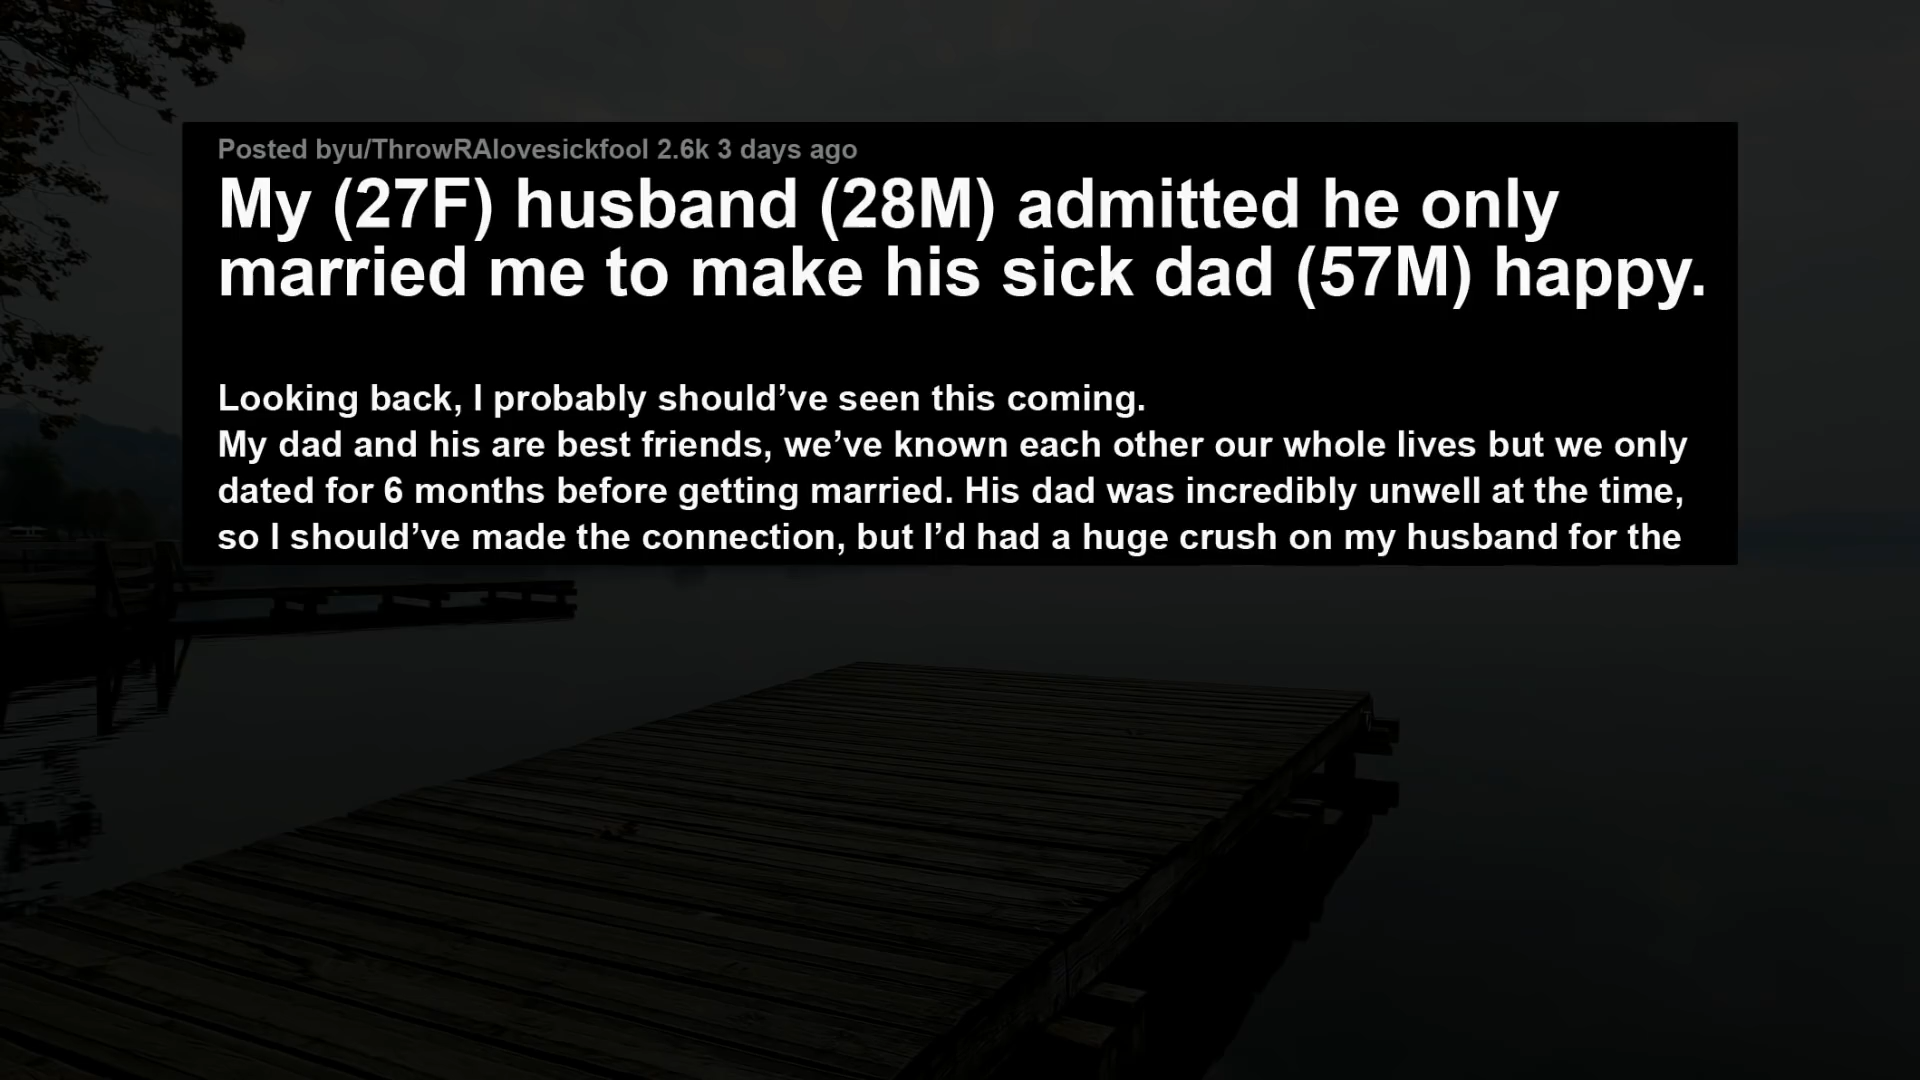 Posted byu/ThrowRAlovesickfool 2.6k 3 days ago
My (27F) husband (28M) admitted he only
married me to make his sick dad (57M) happy.
Looking back, I probably should’ve seen this coming.
My dad and his are best friends, we’ve known each other our whole lives but we only
dated for 6 months before getting married. His dad was incredibly unwell at the time,
so I should’ve made the connection, but I’d had a huge crush on my husband for the